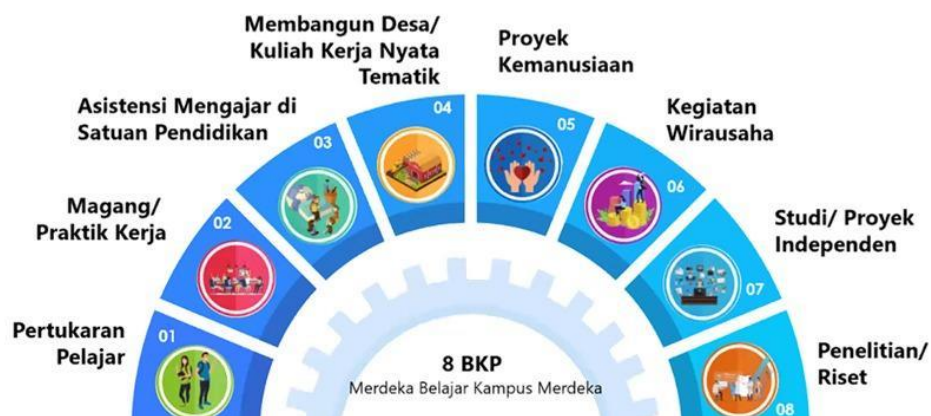 Pertukaran
Pelajar
01
Magang/
Praktik Kerja
02
Asistensi Mengajar di
Satuan Pendidikan
03
Membangun Desa/
Kuliah Kerja Nyata
Tematik
04
Proyek
Kemanusiaan
05
Kegiatan
Wirausaha
06
Studi/ Proyek
Independen
07
Penelitian/
Riset
08
8 BKP
Merdeka Belajar Kampus Merdeka